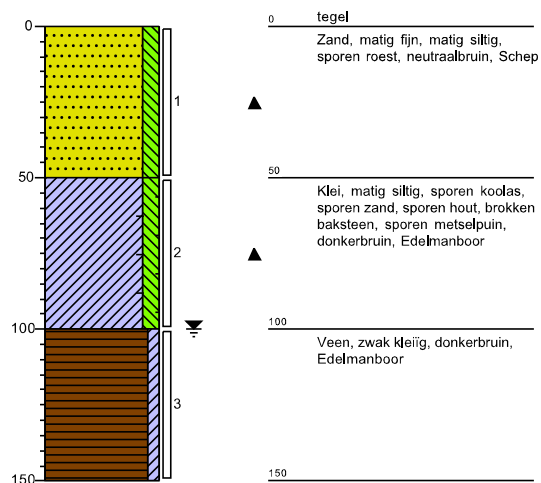 0
0
tegel
Zand, matig fijn, matig siltig,
sporen roest, neutraalbruin, Schep
1
50
50
Klei, matig siltig, sporen koolas,
sporen zand, sporen hout, brokken
baksteen, sporen metselpuin,
donkerbruin, Edelmanboor
2
100
100
Veen, zwak kleiïg, donkerbruin,
Edelmanboor
3
150
150